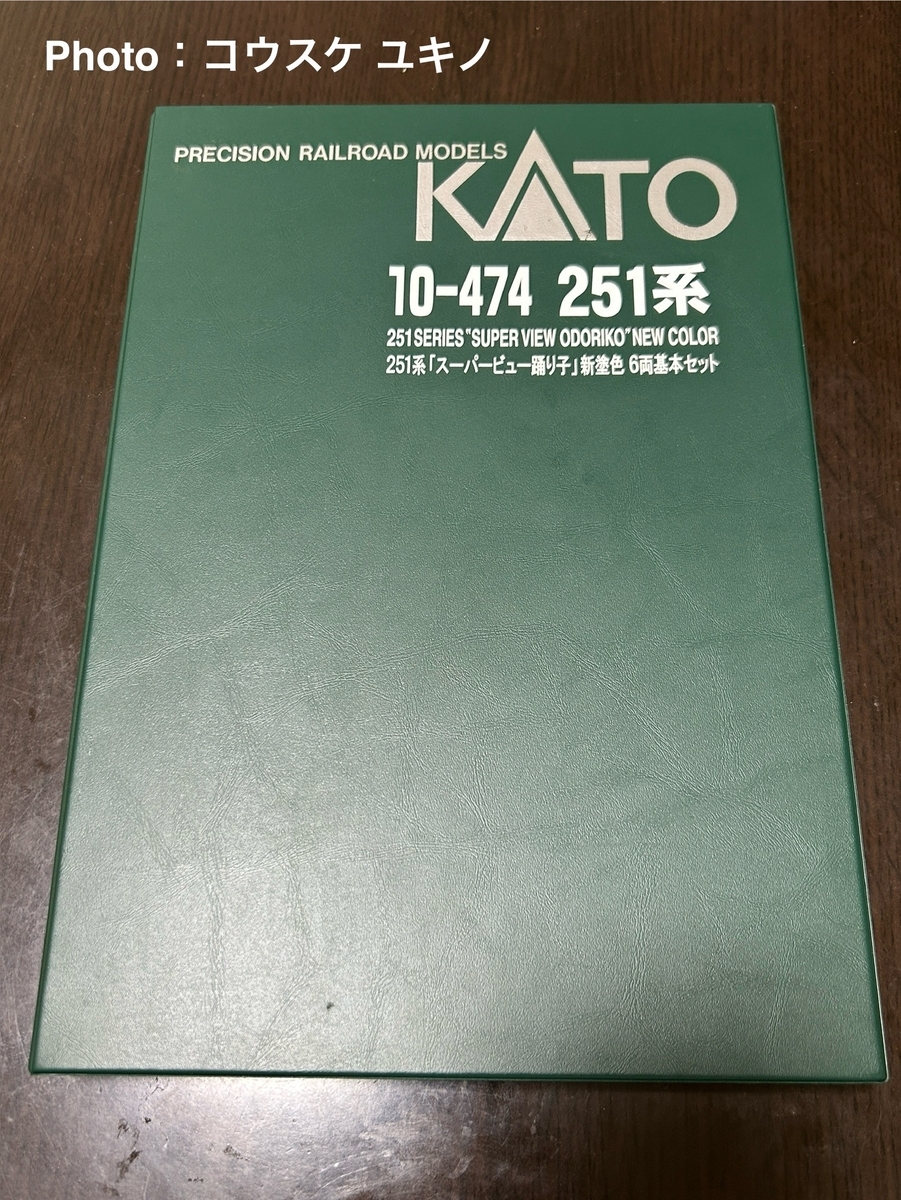 Photo：コウスケ ユキノ
PRECISION RAILROAD MODELS
KATO
10-474 251系
251 SERIES "SUPER VIEW ODORIKO" NEW COLOR
251系「スーパービュー踊り子」新塗色 6両基本セット